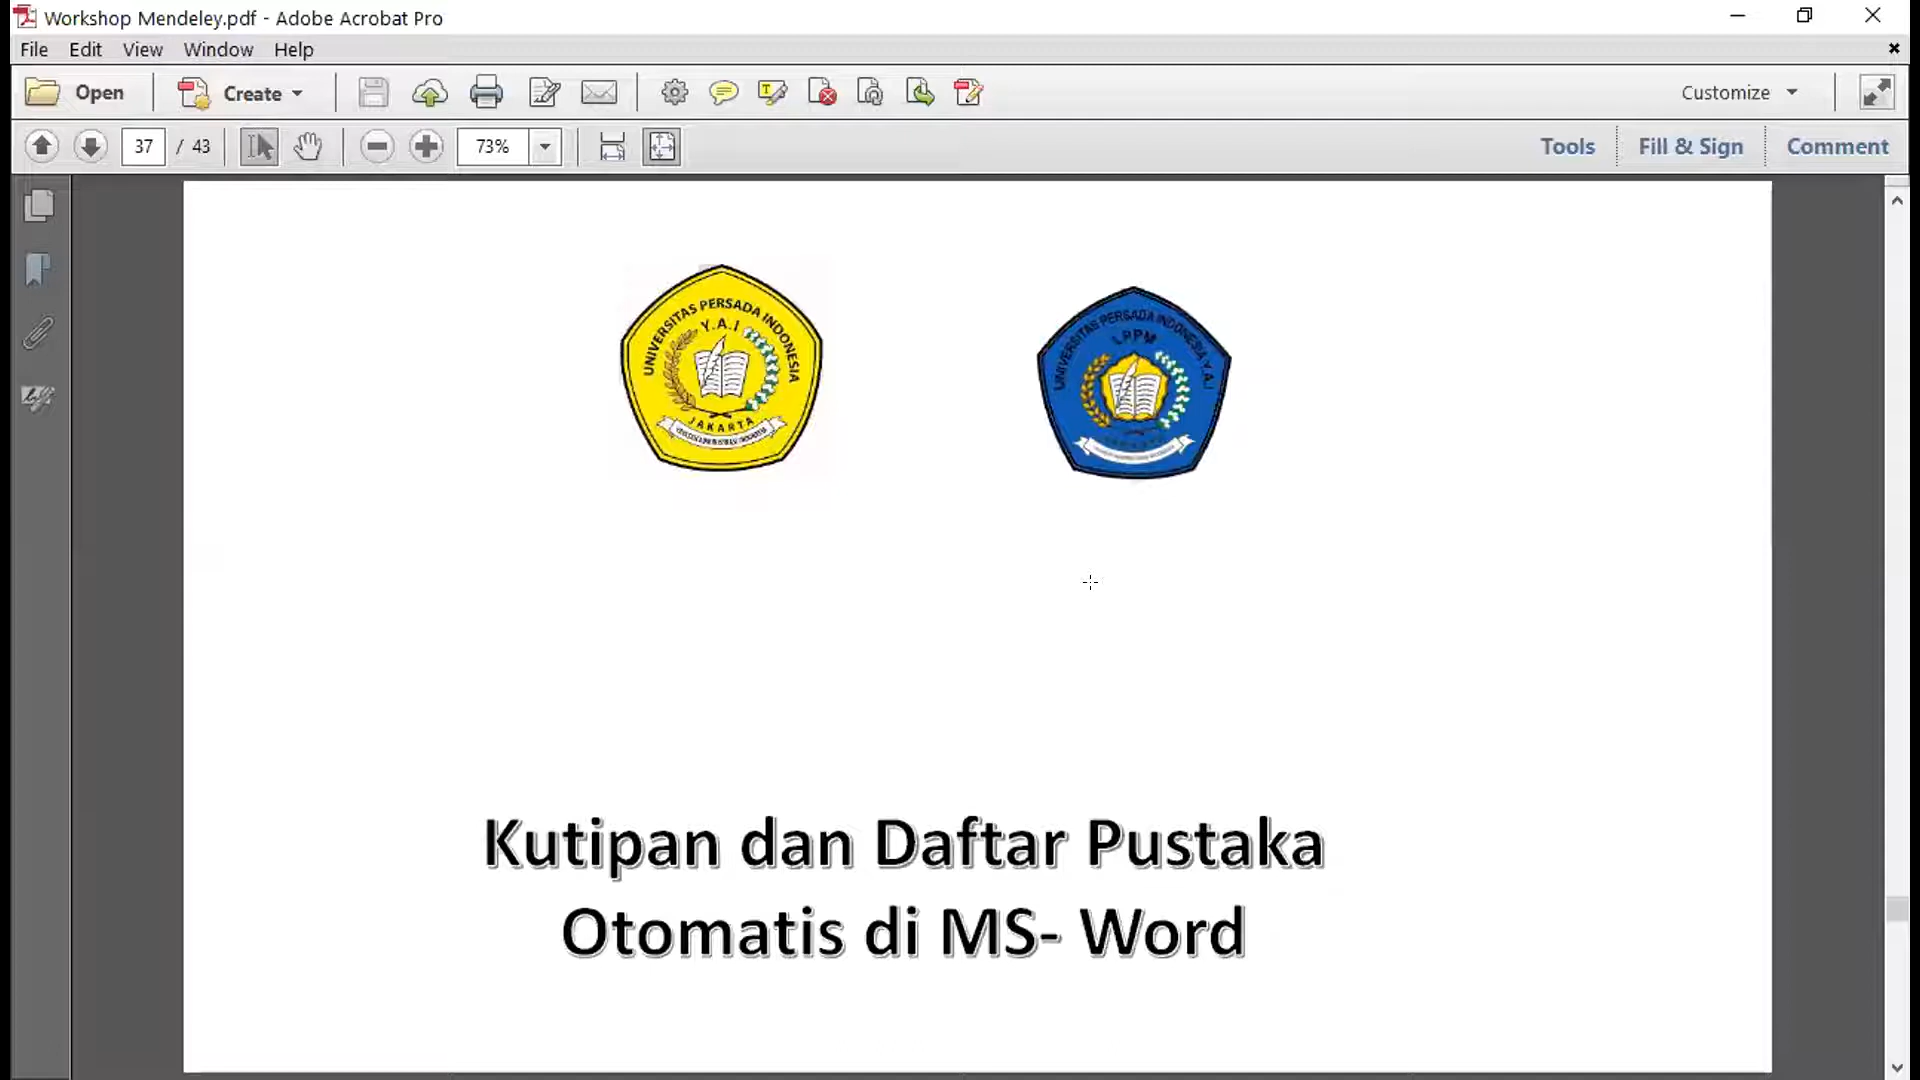 Workshop Mendeley.pdf - Adobe Acrobat Pro
File Edit View Window Help
Open Create Customize
37 / 43 73% Tools Fill & Sign Comment
UNIVERSITAS PERSADA INDONESIA
Y.A.I
JAKARTA
UNIVERSITAS PERSADA INDONESIA Y.A.I
LPPM
Kutipan dan Daftar Pustaka
Otomatis di MS- Word